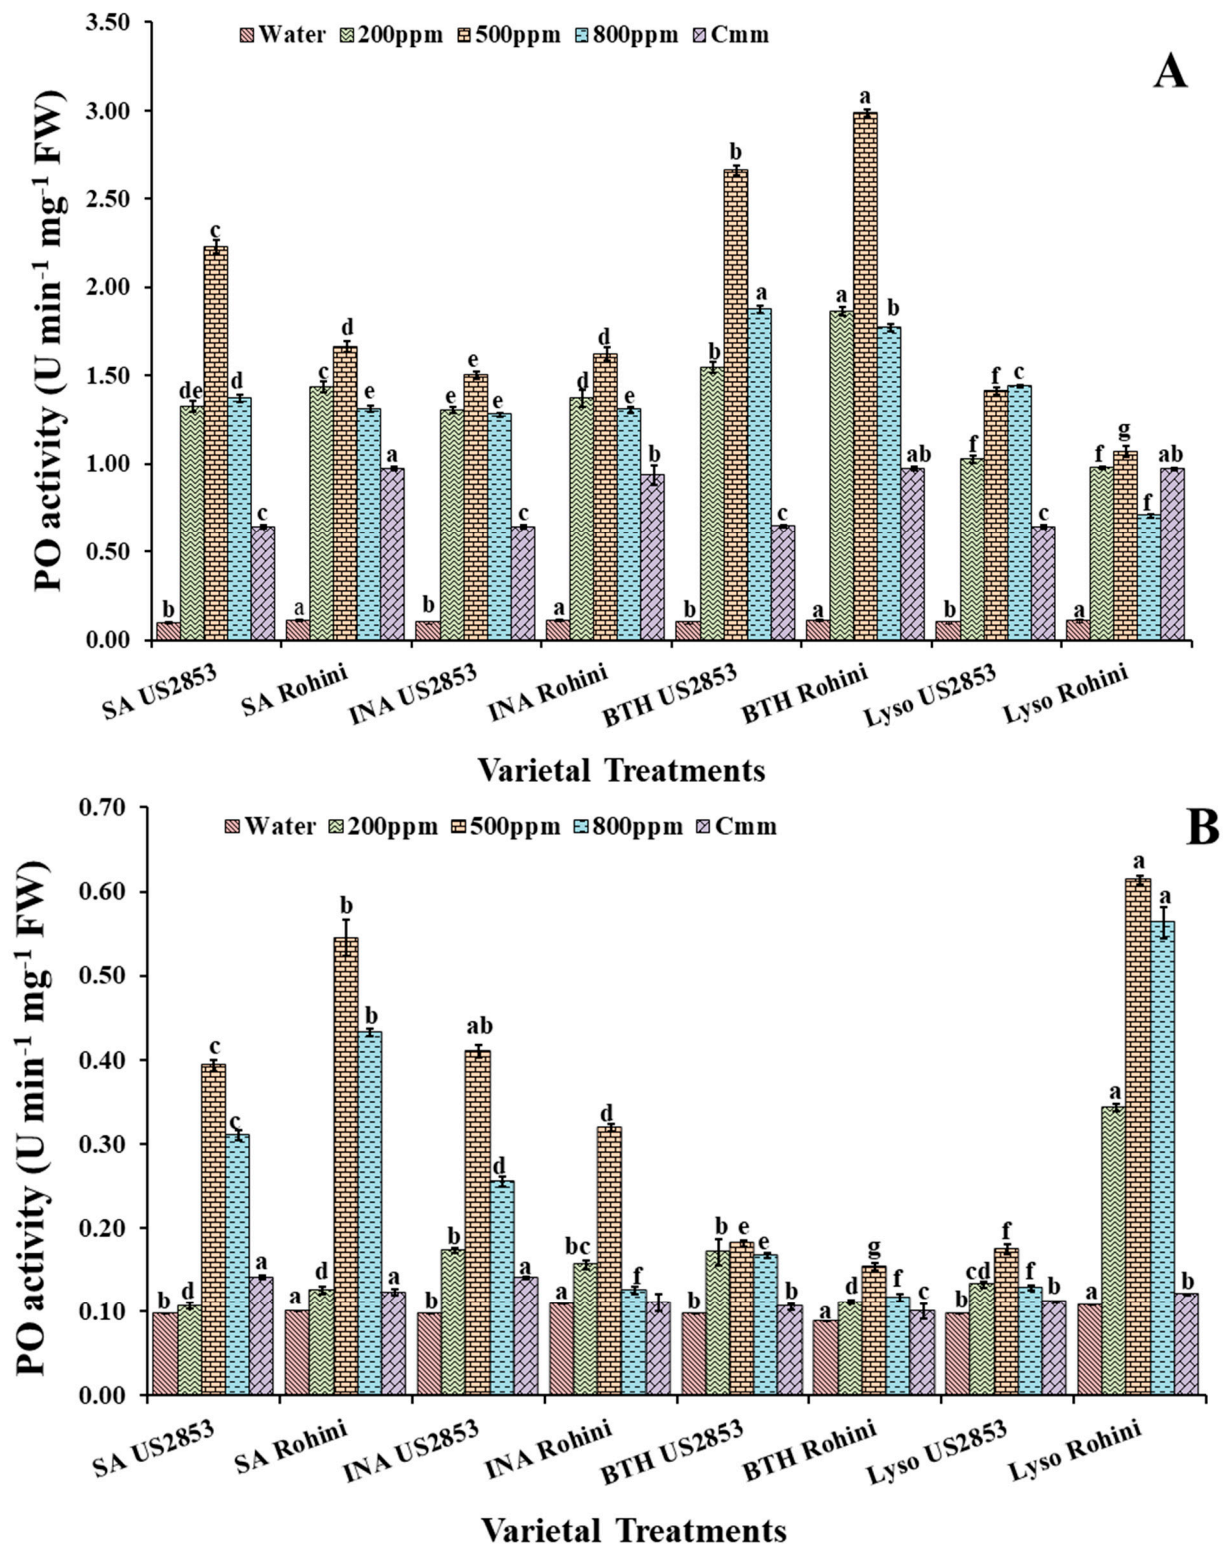 3.50
Water 200ppm 500ppm 800ppm Cmm
A
3.00
2.50
2.00
1.50
1.00
0.50
0.00
PO activity (U min-1 mg-1 FW)
b de c d c
a c d e a
b e e e c
a d d e b
b b b a c
a a a b ab
b f f c c
a f g f ab
SA US2853
SA Rohini
INA US2853
INA Rohini
BTH US2853
BTH Rohini
Lyso US2853
Lyso Rohini
Varietal Treatments
0.70
Water 200ppm 500ppm 800ppm Cmm
B
0.60
0.50
0.40
0.30
0.20
0.10
0.00
PO activity (U min-1 mg-1 FW)
b d c c a
a d b b a
b b ab d a
a bc d f
b b e e b
a d g f c
b cd f f b
a a a a b
SA US2853
SA Rohini
INA US2853
INA Rohini
BTH US2853
BTH Rohini
Lyso US2853
Lyso Rohini
Varietal Treatments